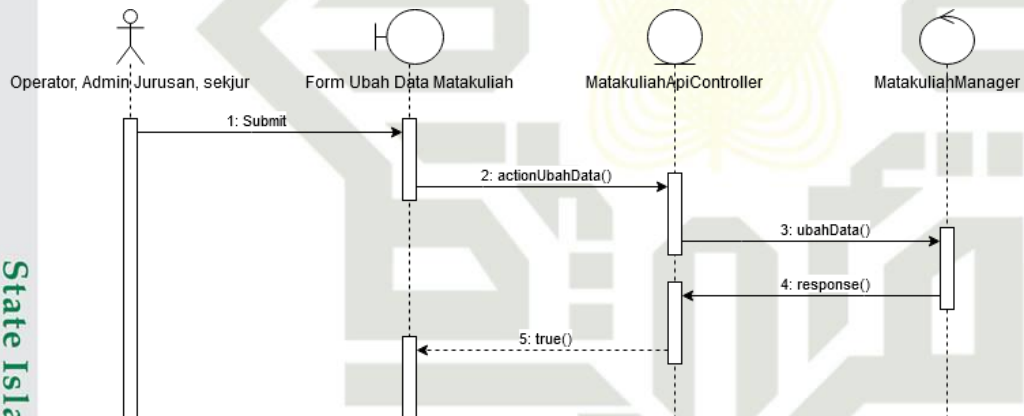 Operator, Admin Jurusan, sekjur
Form Ubah Data Matakuliah
MatakuliahApiController
MatakuliahManager
1: Submit
2: actionUbahData()
3: ubahData()
4: response()
5: true()
State Isla